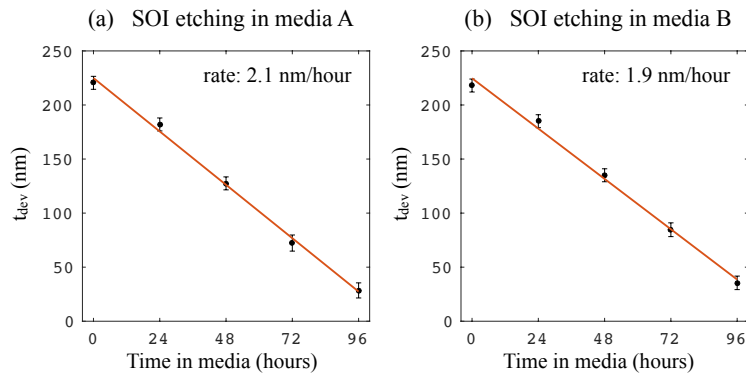 (a) SOI etching in media A
250
200
150
100
50
0
t_dev (nm)
rate: 2.1 nm/hour
0 24 48 72 96
Time in media (hours)
(b) SOI etching in media B
250
200
150
100
50
0
t_dev (nm)
rate: 1.9 nm/hour
0 24 48 72 96
Time in media (hours)